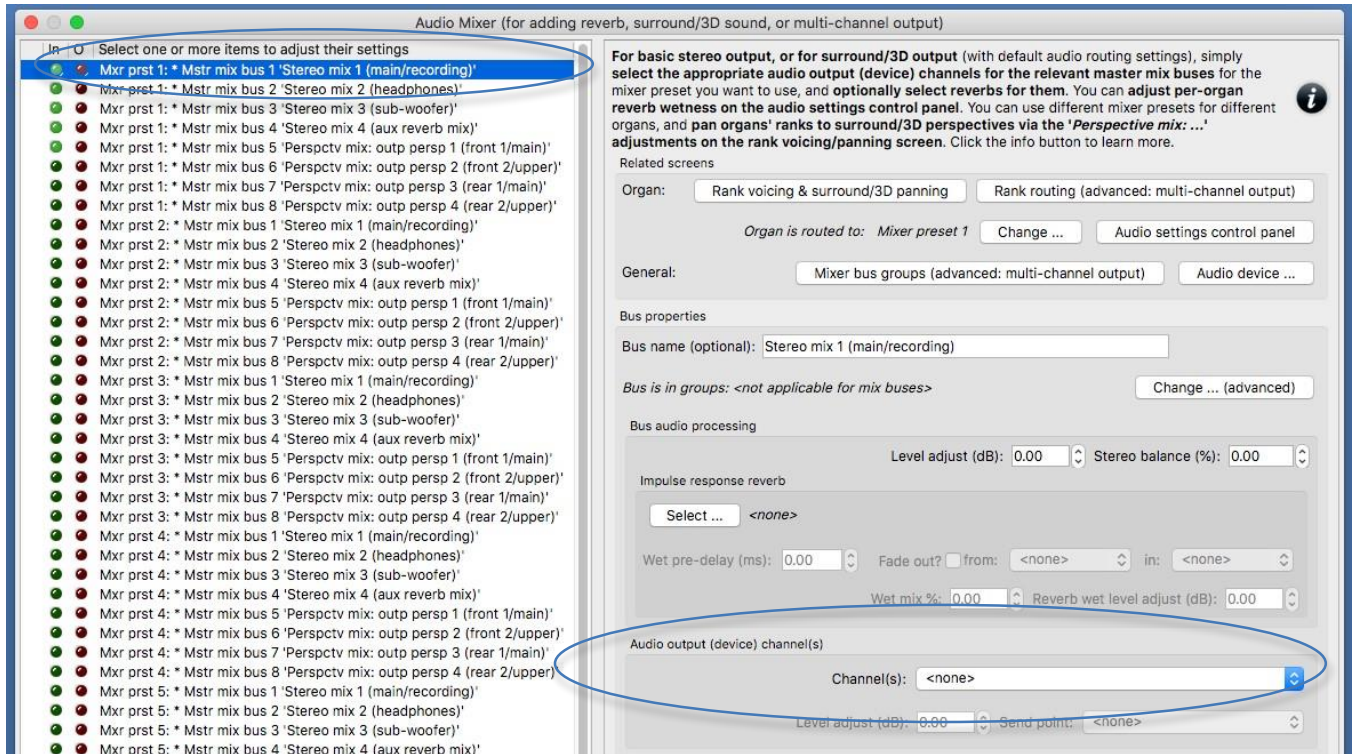 Audio Mixer (for adding reverb, surround/3D sound, or multi-channel output)
In O Select one or more items to adjust their settings
Mxr prst 1: * Mstr mix bus 1 'Stereo mix 1 (main/recording)'
Mxr prst 1: * Mstr mix bus 2 'Stereo mix 2 (headphones)'
Mxr prst 1: * Mstr mix bus 3 'Stereo mix 3 (sub-woofer)'
Mxr prst 1: * Mstr mix bus 4 'Stereo mix 4 (aux reverb mix)'
Mxr prst 1: * Mstr mix bus 5 'Perspctv mix: outp persp 1 (front 1/main)'
Mxr prst 1: * Mstr mix bus 6 'Perspctv mix: outp persp 2 (front 2/upper)'
Mxr prst 1: * Mstr mix bus 7 'Perspctv mix: outp persp 3 (rear 1/main)'
Mxr prst 1: * Mstr mix bus 8 'Perspctv mix: outp persp 4 (rear 2/upper)'
Mxr prst 2: * Mstr mix bus 1 'Stereo mix 1 (main/recording)'
Mxr prst 2: * Mstr mix bus 2 'Stereo mix 2 (headphones)'
Mxr prst 2: * Mstr mix bus 3 'Stereo mix 3 (sub-woofer)'
Mxr prst 2: * Mstr mix bus 4 'Stereo mix 4 (aux reverb mix)'
Mxr prst 2: * Mstr mix bus 5 'Perspctv mix: outp persp 1 (front 1/main)'
Mxr prst 2: * Mstr mix bus 6 'Perspctv mix: outp persp 2 (front 2/upper)'
Mxr prst 2: * Mstr mix bus 7 'Perspctv mix: outp persp 3 (rear 1/main)'
Mxr prst 2: * Mstr mix bus 8 'Perspctv mix: outp persp 4 (rear 2/upper)'
Mxr prst 3: * Mstr mix bus 1 'Stereo mix 1 (main/recording)'
Mxr prst 3: * Mstr mix bus 2 'Stereo mix 2 (headphones)'
Mxr prst 3: * Mstr mix bus 3 'Stereo mix 3 (sub-woofer)'
Mxr prst 3: * Mstr mix bus 4 'Stereo mix 4 (aux reverb mix)'
Mxr prst 3: * Mstr mix bus 5 'Perspctv mix: outp persp 1 (front 1/main)'
Mxr prst 3: * Mstr mix bus 6 'Perspctv mix: outp persp 2 (front 2/upper)'
Mxr prst 3: * Mstr mix bus 7 'Perspctv mix: outp persp 3 (rear 1/main)'
Mxr prst 3: * Mstr mix bus 8 'Perspctv mix: outp persp 4 (rear 2/upper)'
Mxr prst 4: * Mstr mix bus 1 'Stereo mix 1 (main/recording)'
Mxr prst 4: * Mstr mix bus 2 'Stereo mix 2 (headphones)'
Mxr prst 4: * Mstr mix bus 3 'Stereo mix 3 (sub-woofer)'
Mxr prst 4: * Mstr mix bus 4 'Stereo mix 4 (aux reverb mix)'
Mxr prst 4: * Mstr mix bus 5 'Perspctv mix: outp persp 1 (front 1/main)'
Mxr prst 4: * Mstr mix bus 6 'Perspctv mix: outp persp 2 (front 2/upper)'
Mxr prst 4: * Mstr mix bus 7 'Perspctv mix: outp persp 3 (rear 1/main)'
Mxr prst 4: * Mstr mix bus 8 'Perspctv mix: outp persp 4 (rear 2/upper)'
Mxr prst 5: * Mstr mix bus 1 'Stereo mix 1 (main/recording)'
Mxr prst 5: * Mstr mix bus 2 'Stereo mix 2 (headphones)'
Mxr prst 5: * Mstr mix bus 3 'Stereo mix 3 (sub-woofer)'
Mxr prst 5: * Mstr mix bus 4 'Stereo mix 4 (aux reverb mix)'
For basic stereo output, or for surround/3D output (with default audio routing settings), simply
select the appropriate audio output (device) channels for the relevant master mix buses for the
mixer preset you want to use, and optionally select reverbs for them. You can adjust per-organ
reverb wetness on the audio settings control panel. You can use different mixer presets for different
organs, and pan organs' ranks to surround/3D perspectives via the 'Perspective mix: ...'
adjustments on the rank voicing/panning screen. Click the info button to learn more.
Related screens
Organ: Rank voicing & surround/3D panning Rank routing (advanced: multi-channel output)
Organ is routed to: Mixer preset 1 Change ... Audio settings control panel
General: Mixer bus groups (advanced: multi-channel output) Audio device ...
Bus properties
Bus name (optional): Stereo mix 1 (main/recording)
Bus is in groups: <not applicable for mix buses> Change ... (advanced)
Bus audio processing
Level adjust (dB): 0.00 Stereo balance (%): 0.00
Impulse response reverb
Select ... <none>
Wet pre-delay (ms): 0.00 Fade out? from: <none> in: <none>
Wet mix %: 0.00 Reverb wet level adjust (dB): 0.00
Audio output (device) channel(s)
Channel(s): <none>
Level adjust (dB): 0.00 Send point: <none>